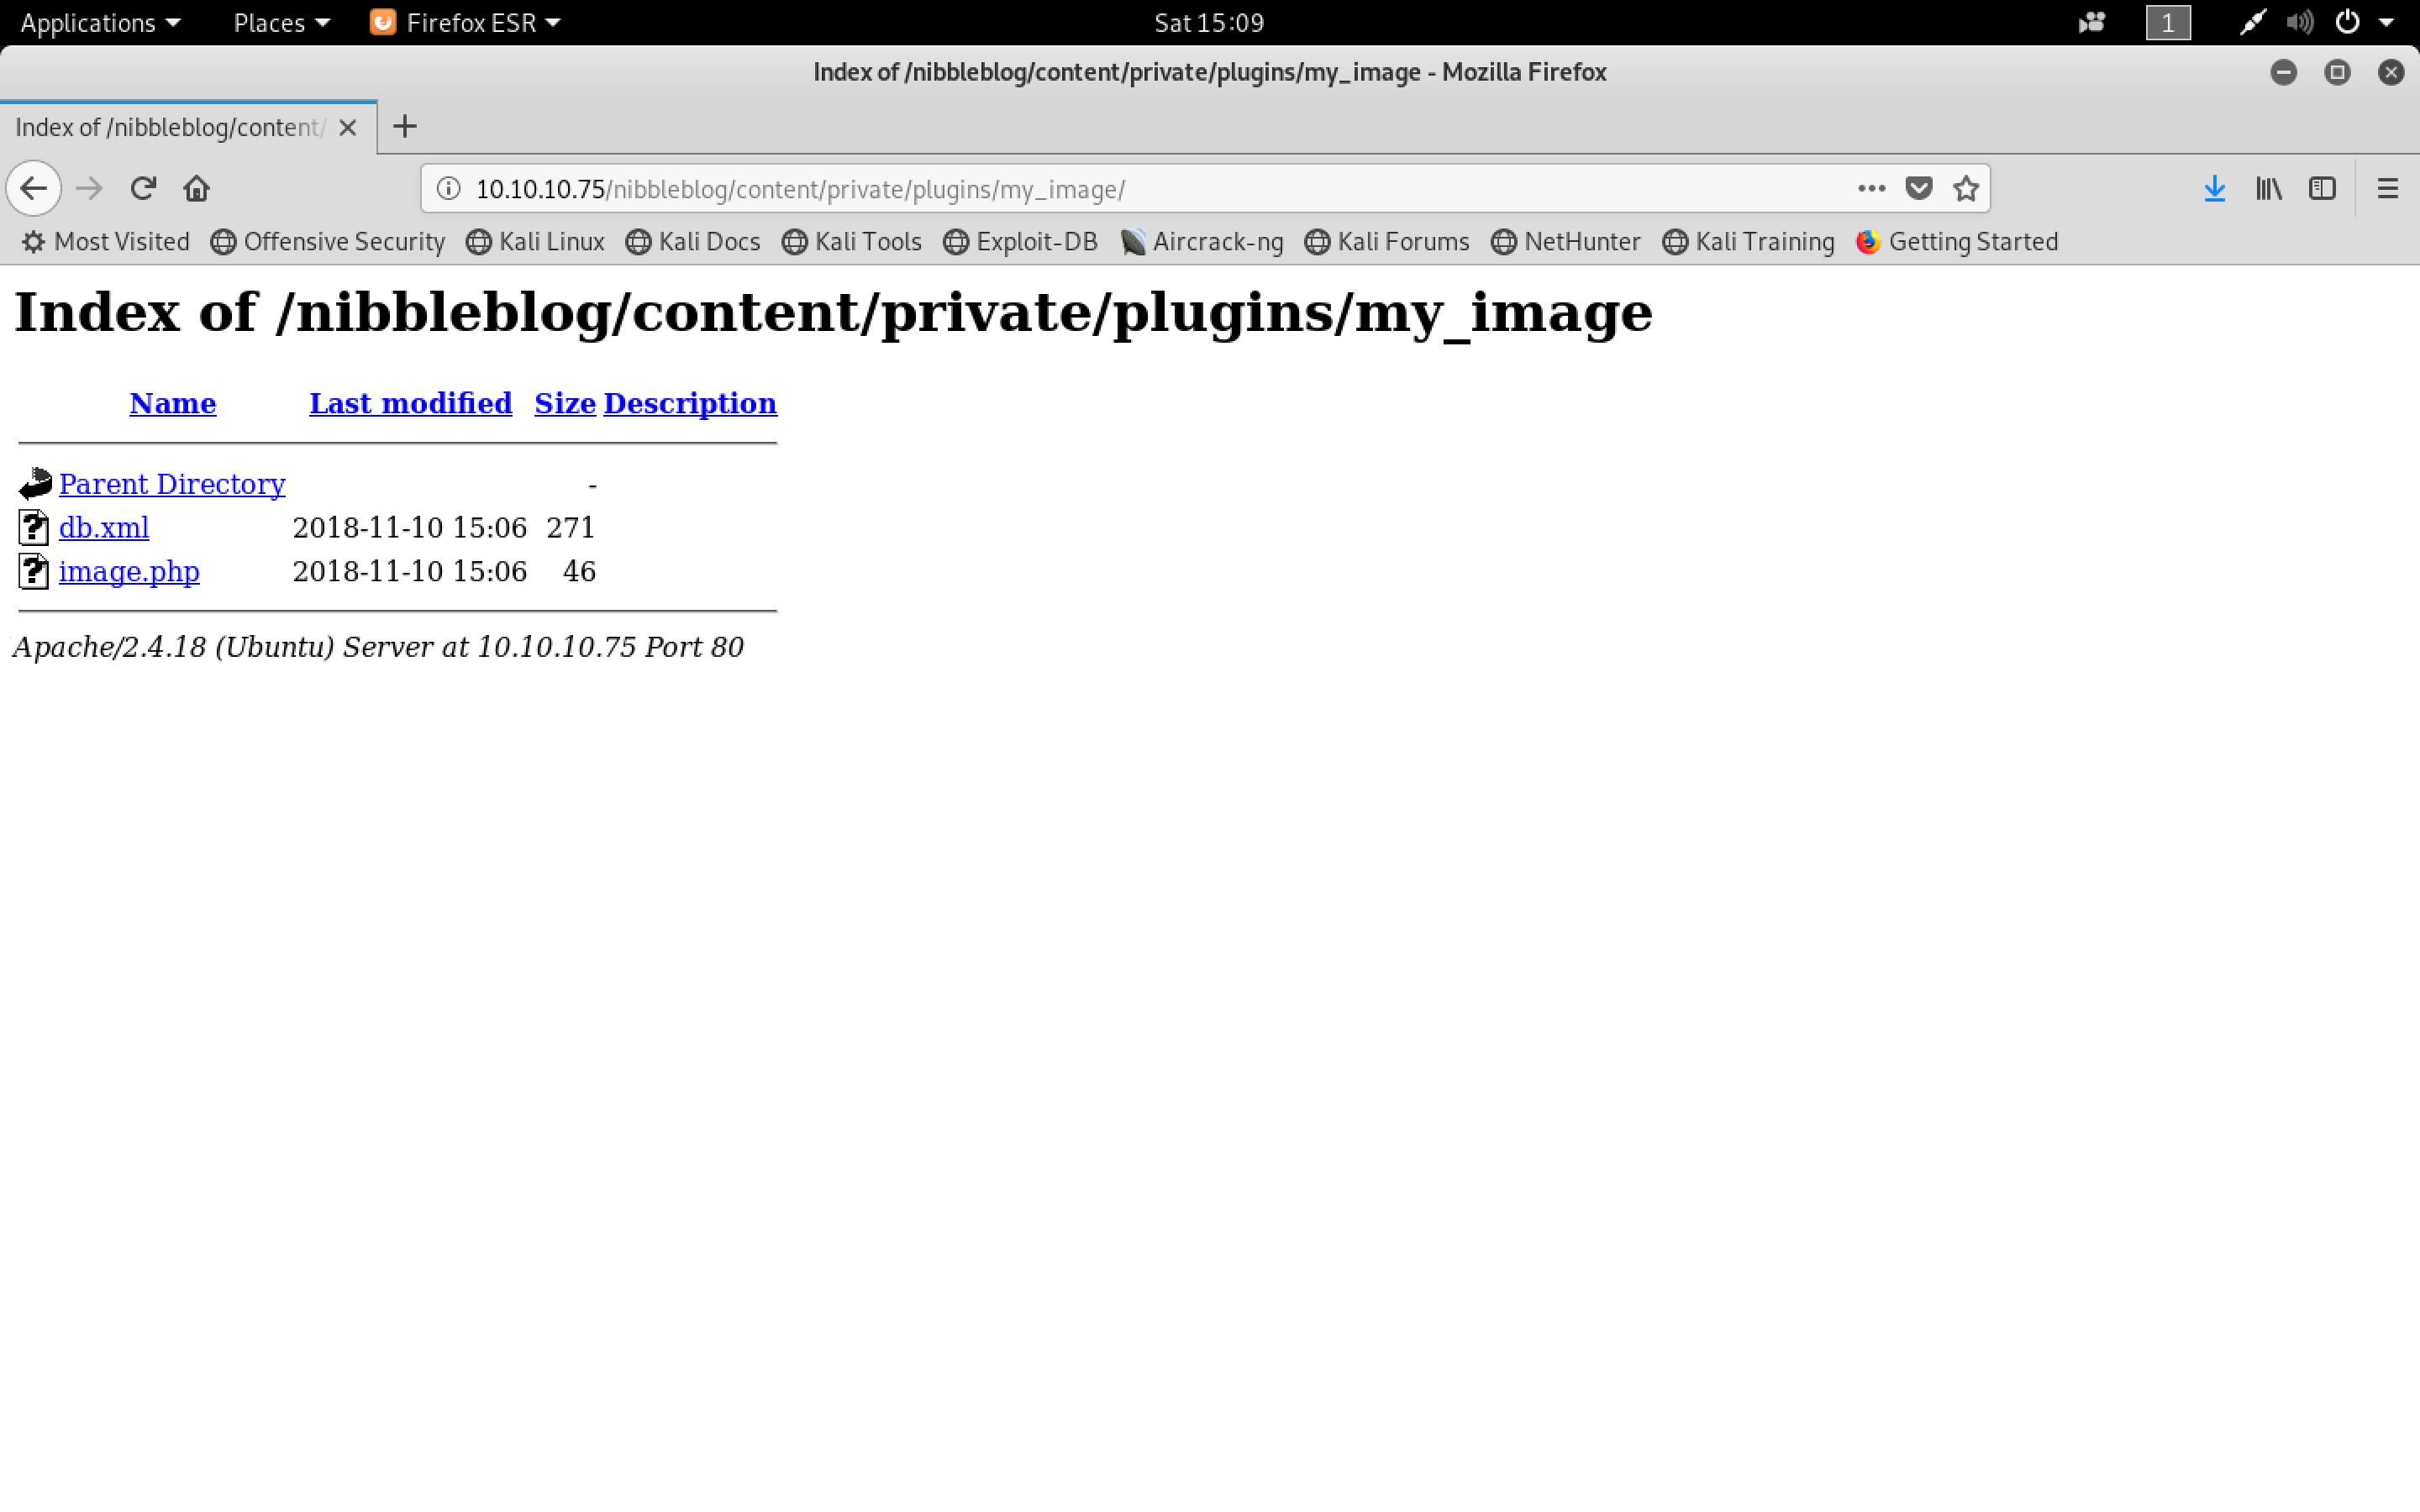 Applications Places Firefox ESR Sat 15:09 1
Index of /nibbleblog/content/private/plugins/my_image - Mozilla Firefox
Index of /nibbleblog/content/
10.10.10.75/nibbleblog/content/private/plugins/my_image/
Most Visited Offensive Security Kali Linux Kali Docs Kali Tools Exploit-DB Aircrack-ng Kali Forums NetHunter Kali Training Getting Started
Index of /nibbleblog/content/private/plugins/my_image
Name Last modified Size Description
Parent Directory -
db.xml 2018-11-10 15:06 271
image.php 2018-11-10 15:06 46
Apache/2.4.18 (Ubuntu) Server at 10.10.10.75 Port 80